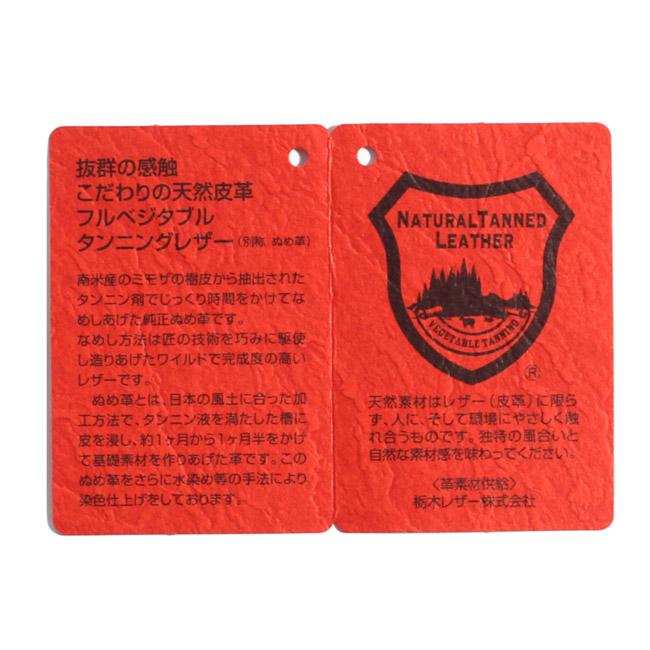 抜群の感触
こだわりの天然皮革
フルベジタブル
タンニンダレザー（別称 ぬめ革）
南米産のミモザの樹皮から抽出された
タンニン剤でじっくり時間をかけてな
めしあげた純正ぬめ革です。
なめし方法は匠の技術を巧みに駆使
し造りあげたワイルドで完成度の高い
レザーです。
ぬめ革とは、日本の風土に合った加
工方法で、タンニン液を満たした槽に
皮を浸し、約1ヶ月から1ヶ月半をかけ
て基礎素材を作りあげた革です。この
ぬめ革をさらに水染め等の手法により
染色仕上げをしております。
NATURALTANNED
LEATHER
VEGETABLE TANNING
®
天然素材はレザー（皮革）に限ら
ず、人に、そして環境にやさしく触
れ合うものです。独特の風合いと
自然な素材感を味わってください。
〈革素材供給〉
栃木レザー株式会社